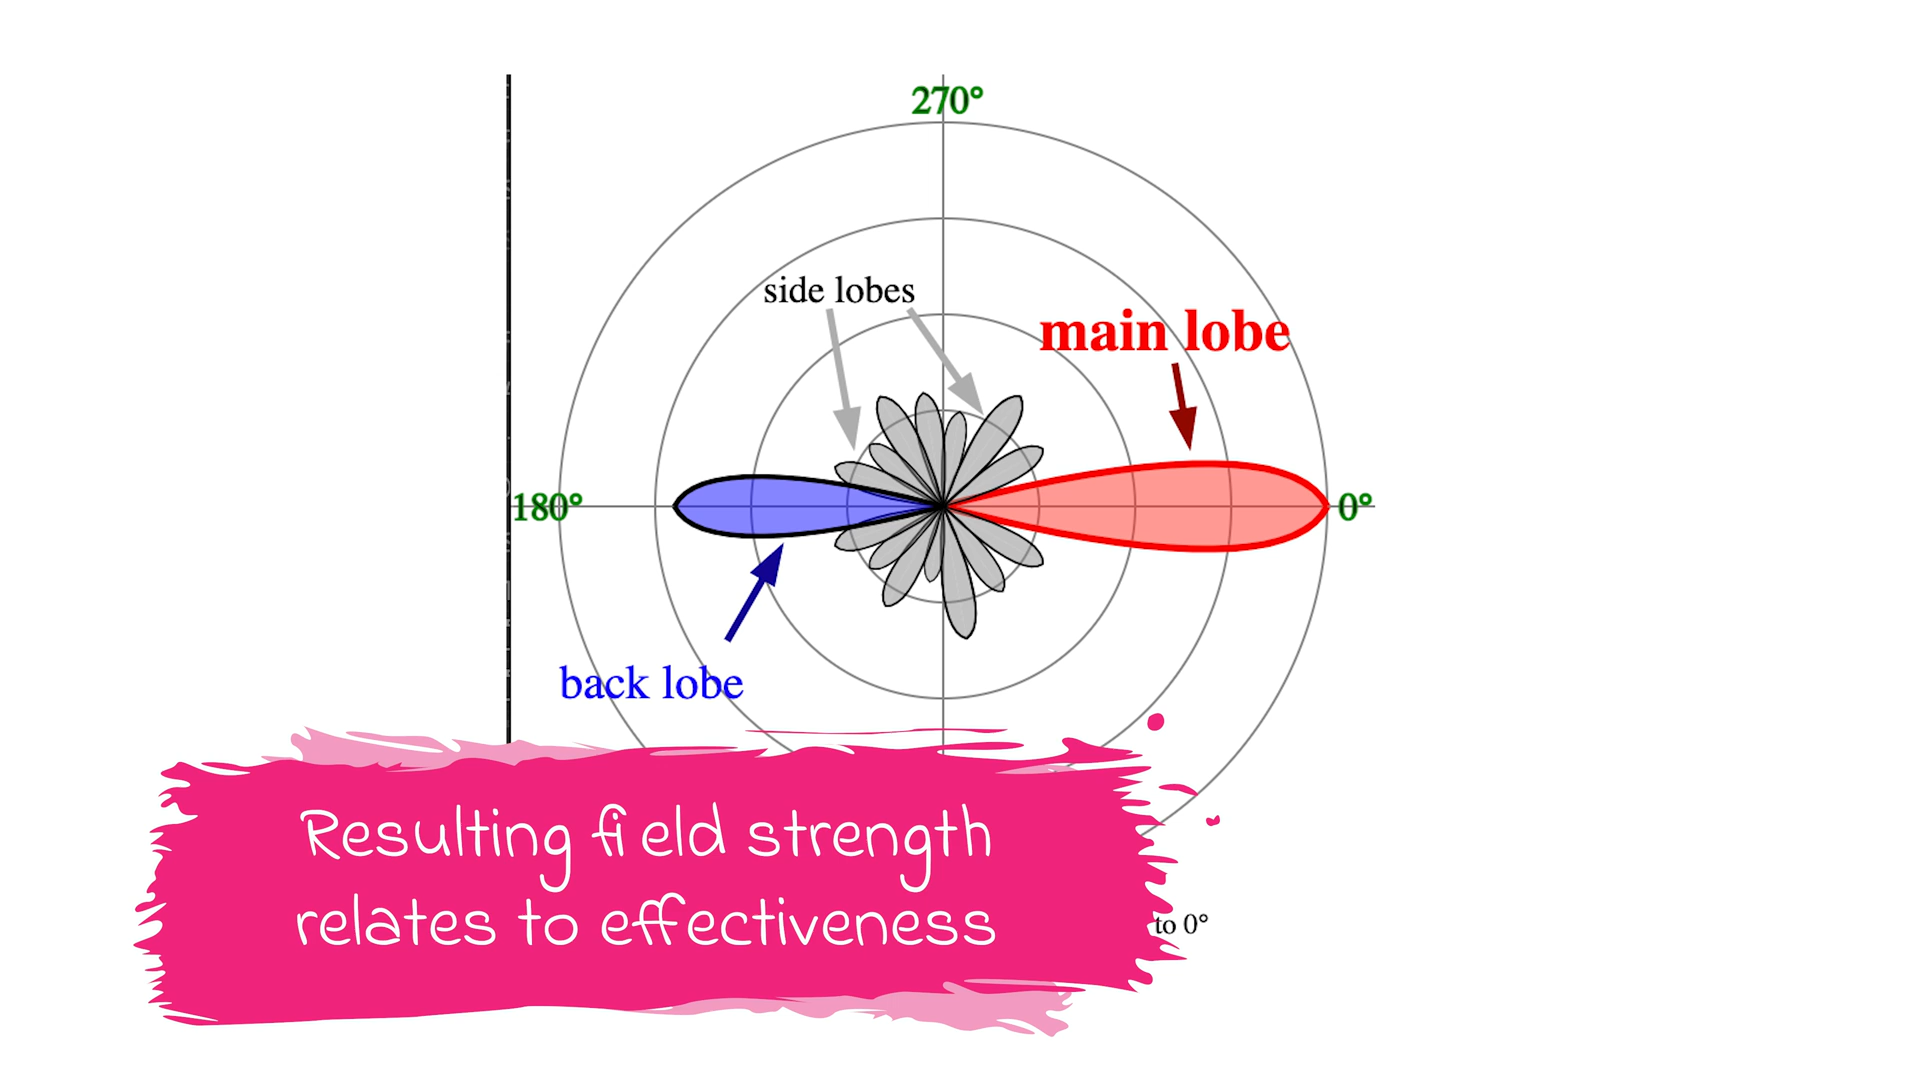 270°
side lobes
main lobe
180°
0°
back lobe
Resulting field strength
relates to effectiveness
to 0°